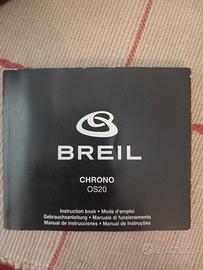 BREIL
CHRONO
OS20
Instruction book • Mode d'emploi
Gebrauchsanleitung • Manuale di funzionamento
Manual de instrucciones • Manual de Instruções